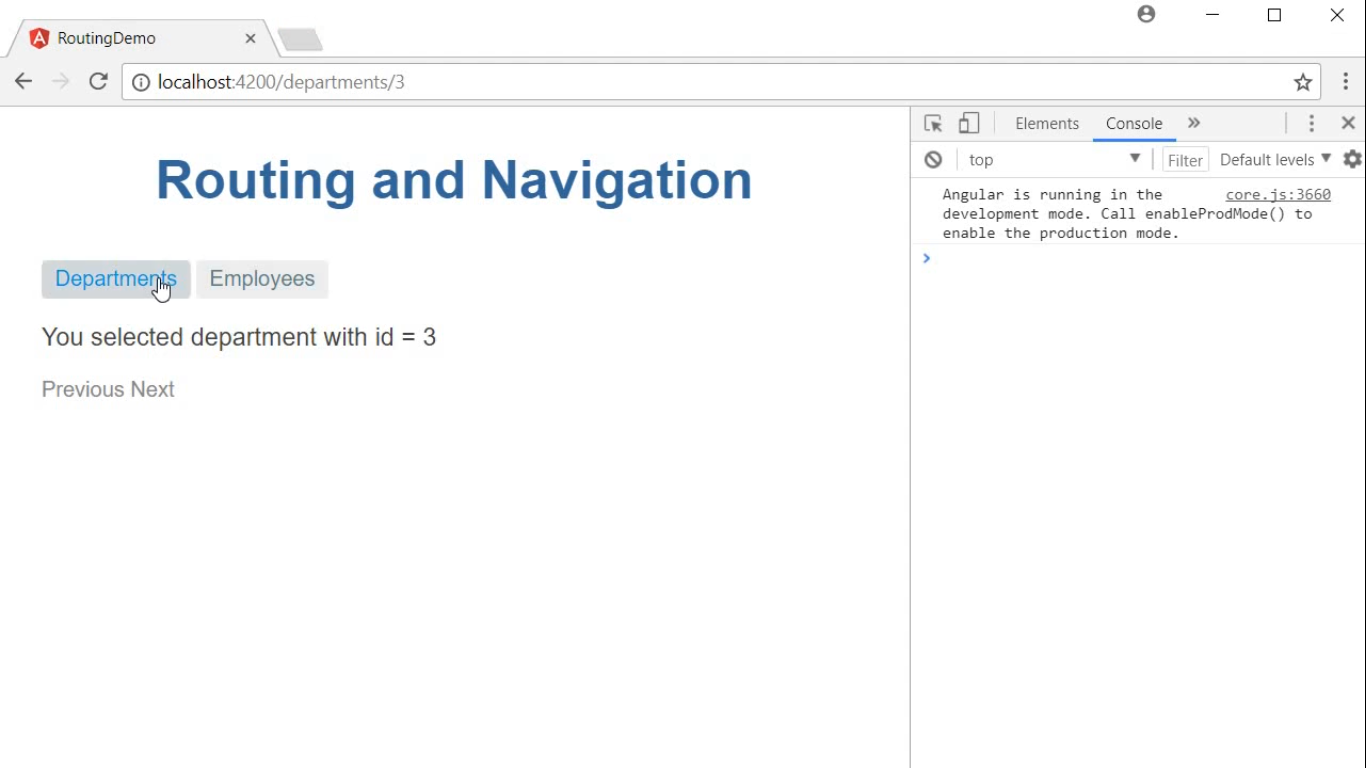 RoutingDemo
localhost:4200/departments/3
Routing and Navigation
Departments Employees
You selected department with id = 3
Previous Next
Elements Console
top Filter Default levels
Angular is running in the core.js:3660
development mode. Call enableProdMode() to
enable the production mode.